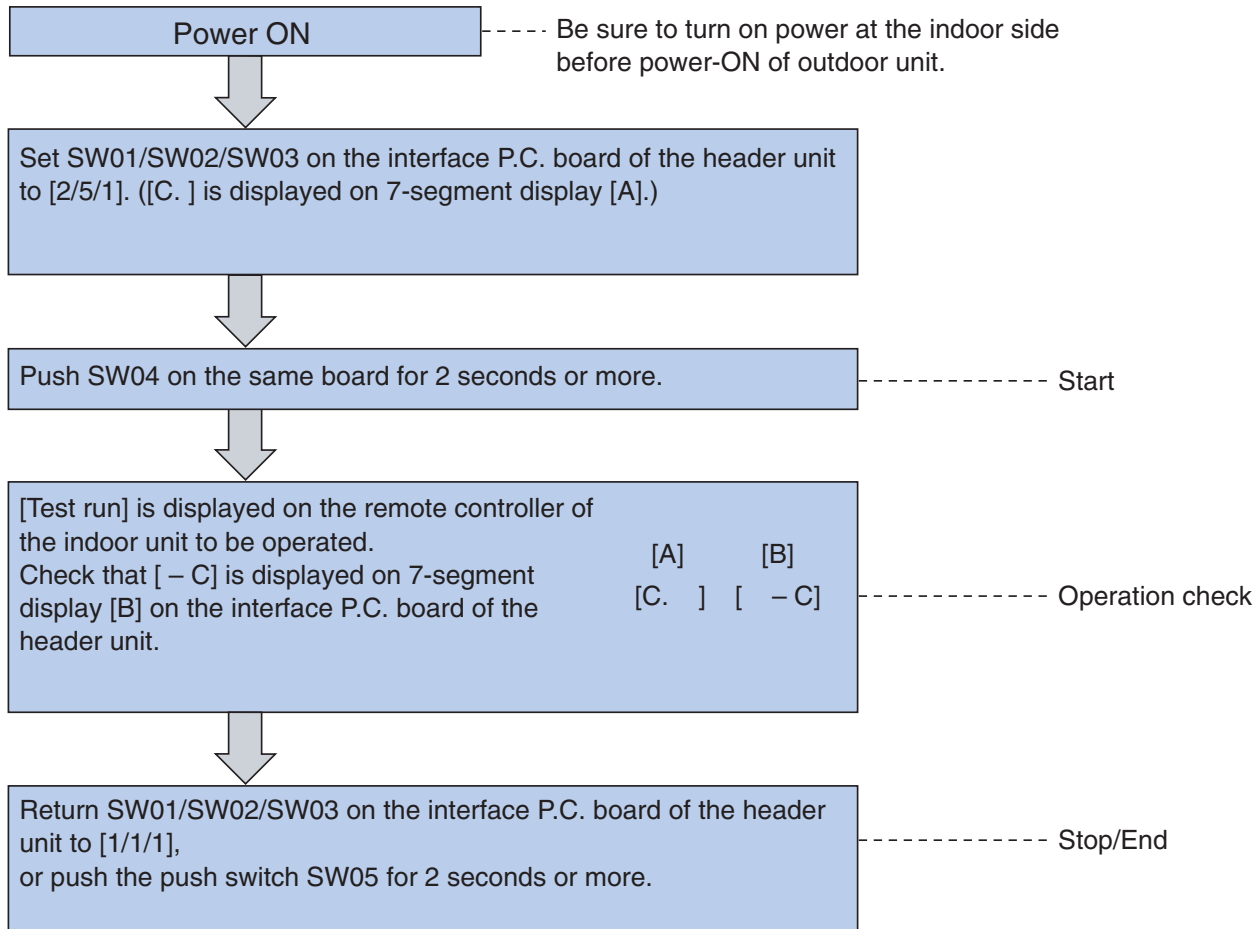 Power ON
Be sure to turn on power at the indoor side
before power-ON of outdoor unit.
Set SW01/SW02/SW03 on the interface P.C. board of the header unit
to [2/5/1]. ([C. ] is displayed on 7-segment display [A].)
Push SW04 on the same board for 2 seconds or more.
Start
[Test run] is displayed on the remote controller of
the indoor unit to be operated.
Check that [ – C] is displayed on 7-segment
display [B] on the interface P.C. board of the
header unit.
[A] [B]
[C. ] [ – C]
Operation check
Return SW01/SW02/SW03 on the interface P.C. board of the header
unit to [1/1/1],
or push the push switch SW05 for 2 seconds or more.
Stop/End